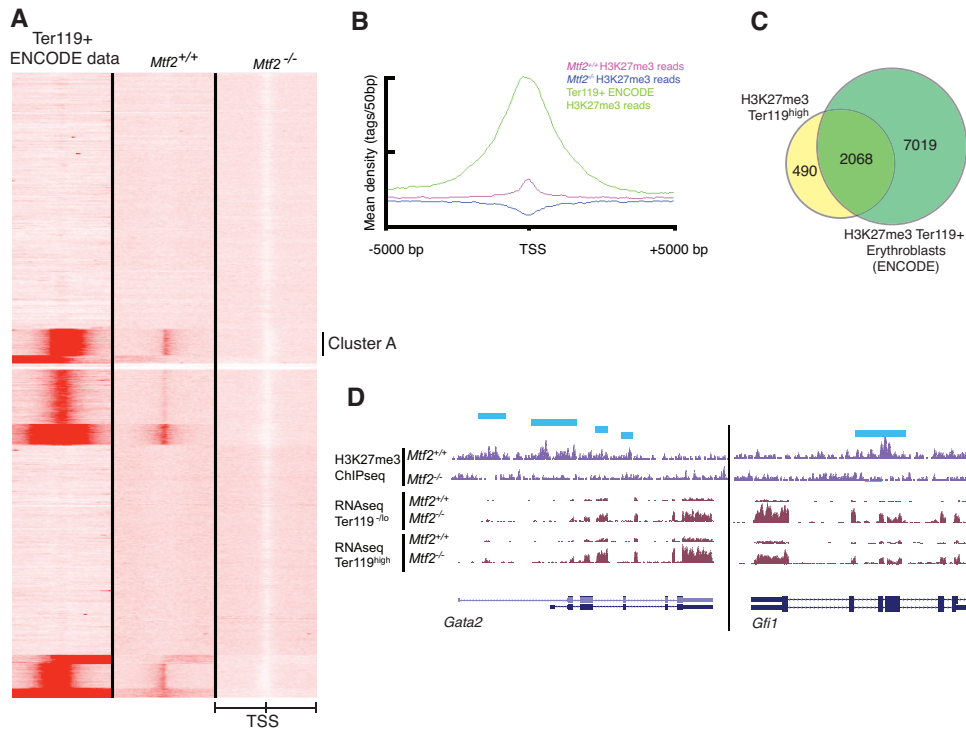 A
Ter119+
ENCODE data
Mtf2+/+
Mtf2 -/-
Cluster A
TSS
B
Mean density (tags/50bp)
Mtf2+/+ H3K27me3 reads
Mtf2-/- H3K27me3 reads
Ter119+ ENCODE
H3K27me3 reads
-5000 bp
TSS
+5000 bp
C
H3K27me3
Ter119high
490
2068
7019
H3K27me3 Ter119+
Erythroblasts
(ENCODE)
D
H3K27me3
ChIPseq
Mtf2+/+
Mtf2-/-
RNAseq
Ter119 -/lo
Mtf2+/+
Mtf2-/-
RNAseq
Ter119high
Mtf2+/+
Mtf2-/-
Gata2
Gfi1